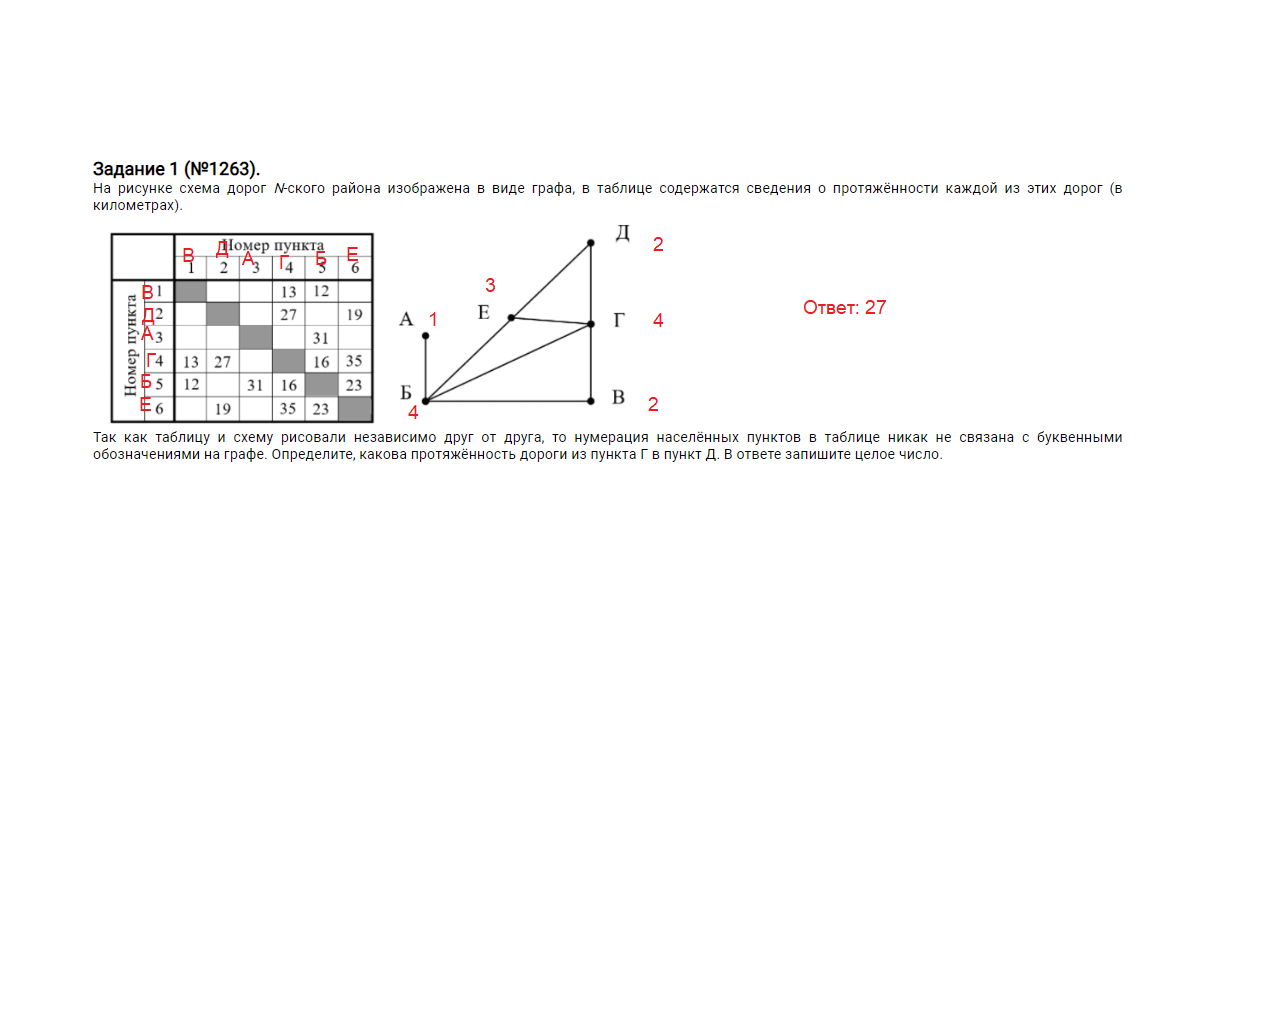 Задание 1 (№1263).
На рисунке схема дорог N-ского района изображена в виде графа, в таблице содержатся сведения о протяжённости каждой из этих дорог (в
километрах).
Номер пункта
В Д А Г Б Е
1 2 3 4 5 6
Номер пункта
В 1 13 12
Д 2 27 19
А 3 31
Г 4 13 27 16 35
Б 5 12 31 16 23
Е 6 19 35 23
Д 2
3
Е
А 1
Г 4
Б
4
В 2
Ответ: 27
Так как таблицу и схему рисовали независимо друг от друга, то нумерация населённых пунктов в таблице никак не связана с буквенными
обозначениями на графе. Определите, какова протяжённость дороги из пункта Г в пункт Д. В ответе запишите целое число.